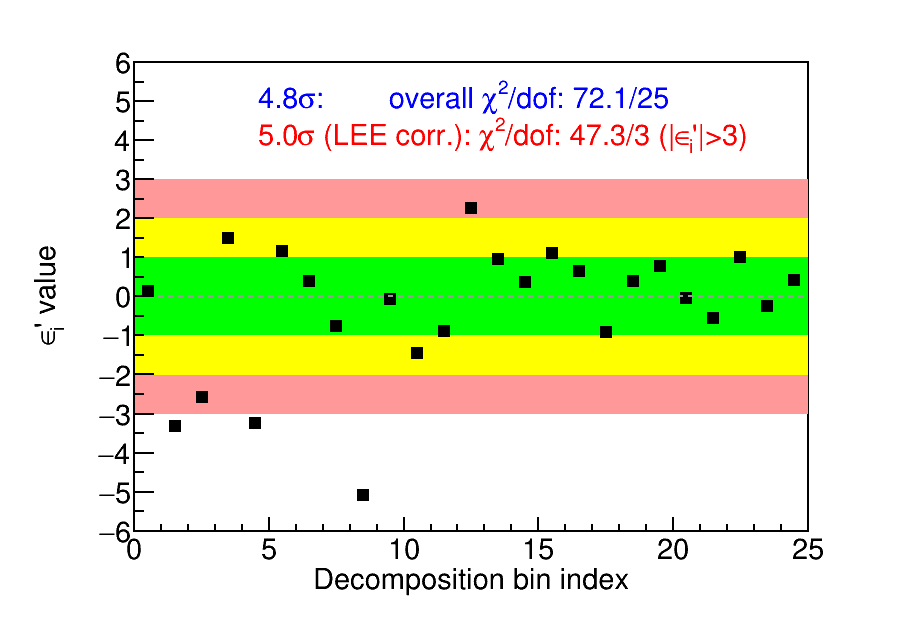 6
5
4
3
2
1
0
−1
−2
−3
−4
−5
−6
4.8σ: overall χ²/dof: 72.1/25
5.0σ (LEE corr.): χ²/dof: 47.3/3 (|ϵᵢ'|>3)
ϵᵢ' value
0 5 10 15 20 25
Decomposition bin index